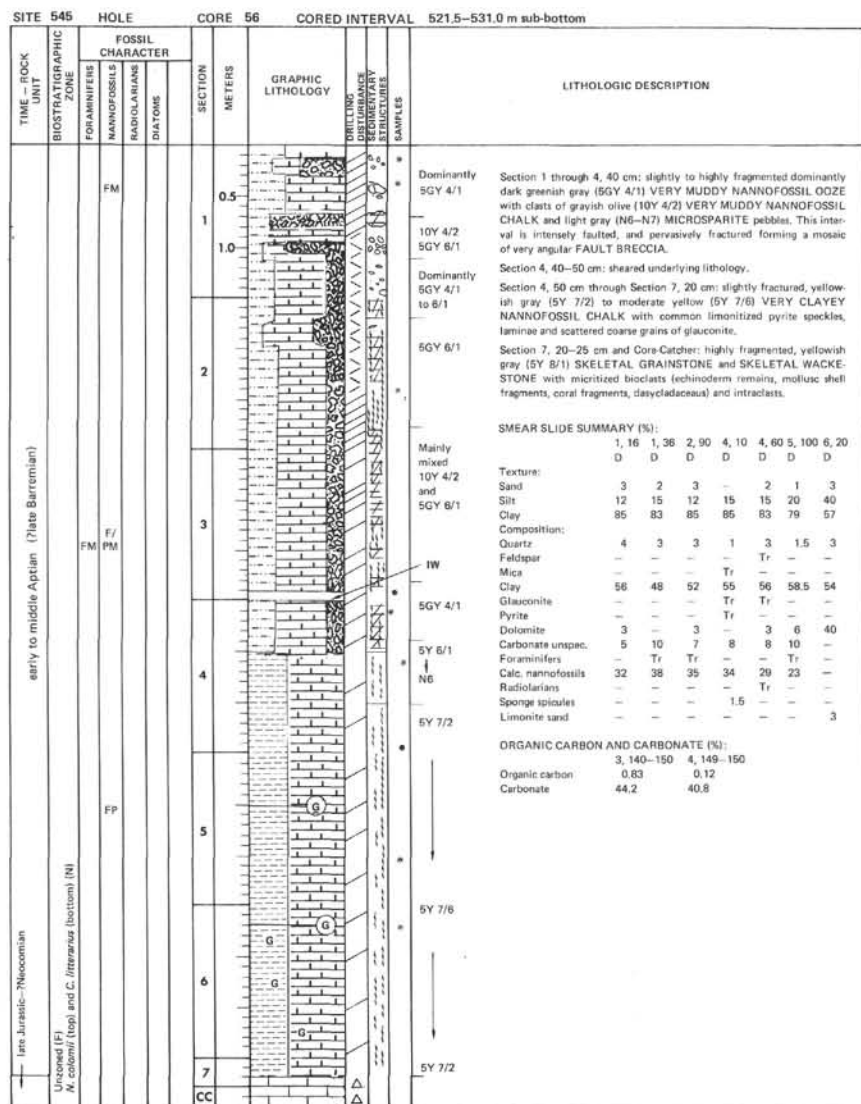 SITE 545 HOLE CORE 56 CORED INTERVAL 521.5–531.0 m sub-bottom
TIME – ROCK UNIT
BIOSTRATIGRAPHIC ZONE
FOSSIL CHARACTER
FORAMINIFERS
NANNOFOSSILS
RADIOLARIANS
DIATOMS
SECTION
METERS
GRAPHIC LITHOLOGY
DRILLING DISTURBANCE
SEDIMENTARY STRUCTURES
SAMPLES
LITHOLOGIC DESCRIPTION
early to middle Aptian (?late Barremian)
late Jurassic–?Neocomian
Unzoned (F)
N. colomii (top) and C. litterarius (bottom) (N)
FM
FM
F/
PM
FP
1
2
3
4
5
6
7
CC
0.5
1.0
G
G
G
G
G
Dominantly
5GY 4/1
10Y 4/2
5GY 6/1
Dominantly
5GY 4/1
to 6/1
5GY 6/1
Mainly
mixed
10Y 4/2
and
5GY 6/1
IW
5GY 4/1
5Y 6/1
N6
5Y 7/2
5Y 7/6
5Y 7/2
Section 1 through 4, 40 cm: slightly to highly fragmented dominantly
dark greenish gray (5GY 4/1) VERY MUDDY NANNOFOSSIL OOZE
with clasts of grayish olive (10Y 4/2) VERY MUDDY NANNOFOSSIL
CHALK and light gray (N6–N7) MICROSPARITE pebbles. This inter-
val is intensely faulted, and pervasively fractured forming a mosaic
of very angular FAULT BRECCIA.
Section 4, 40–50 cm: sheared underlying lithology.
Section 4, 50 cm through Section 7, 20 cm: slightly fractured, yellow-
ish gray (5Y 7/2) to moderate yellow (5Y 7/6) VERY CLAYEY
NANNOFOSSIL CHALK with common limonitized pyrite speckles,
laminae and scattered coarse grains of glauconite.
Section 7, 20–25 cm and Core-Catcher: highly fragmented, yellowish
gray (5Y 8/1) SKELETAL GRAINSTONE and SKELETAL WACKE-
STONE with micritized bioclasts (echinoderm remains, mollusc shell
fragments, coral fragments, dasycladaceus) and intraclasts.
SMEAR SLIDE SUMMARY (%):
1, 16 1, 36 2, 90 4, 10 4, 60 5, 100 6, 20
D D D D D D D
Texture:
Sand 3 2 3 – 2 1 3
Silt 12 15 12 15 15 20 40
Clay 85 83 85 85 83 79 57
Composition:
Quartz 4 3 3 1 3 1.5 3
Feldspar – – – – Tr – –
Mica – – – Tr – – –
Clay 56 48 52 55 56 58.5 54
Glauconite – – – Tr Tr – –
Pyrite – – – Tr – – –
Dolomite 3 – 3 – 3 6 40
Carbonate unspec. 5 10 7 8 8 10 –
Foraminifers – Tr Tr – – Tr –
Calc. nannofossils 32 38 35 34 29 23 –
Radiolarians – – – – Tr – –
Sponge spicules – – – 1.5 – – –
Limonite sand – – – – – – 3
ORGANIC CARBON AND CARBONATE (%):
3, 140–150 4, 149–150
Organic carbon 0.83 0.12
Carbonate 44.2 40.8